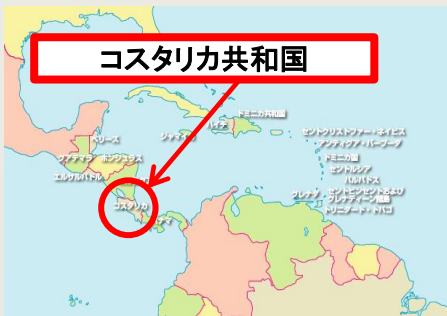 コスタリカ共和国
ドミニカ共和国
ハイチ
ジャマイカ
セントクリストファー・ネイビス
アンティグア・バーブーダ
ドミニカ国
セントルシア
バルバドス
セントビンセントおよび
グレナディーン諸島
グレナダ
トリニダード・トバゴ
ベリーズ
グアテマラ
ホンジュラス
エルサルバドル
コスタリカ